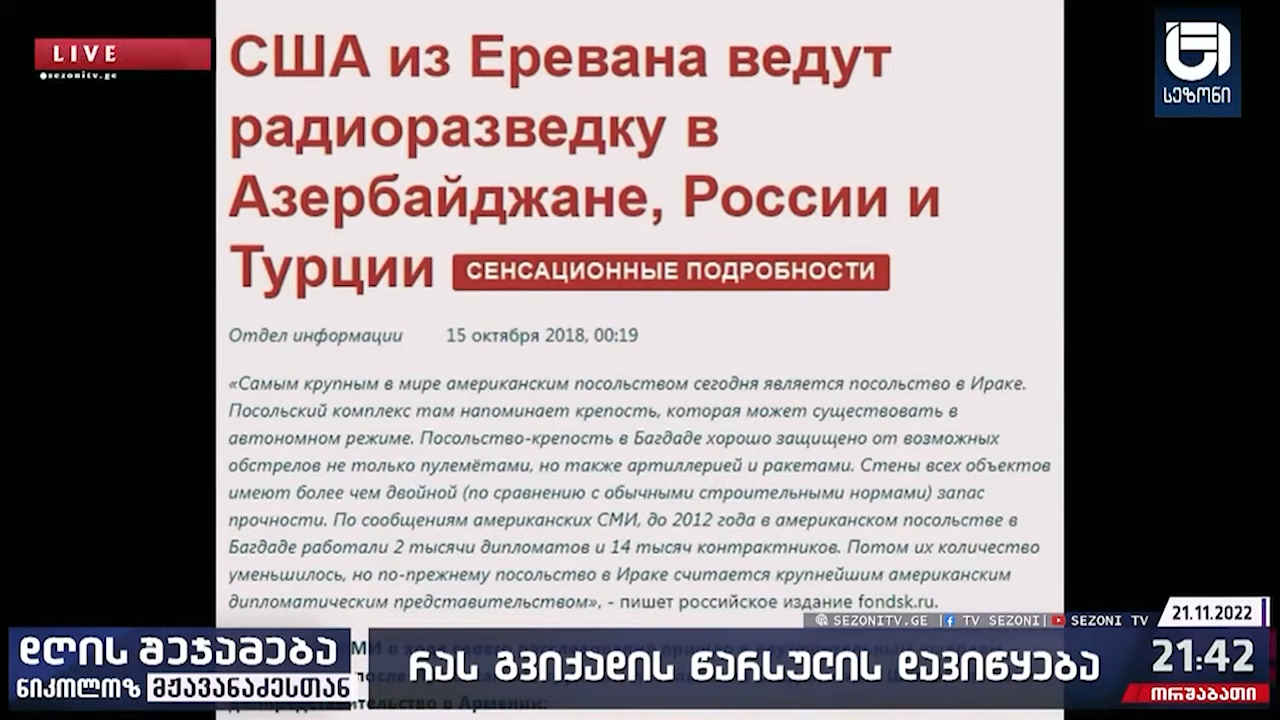 LIVE
sezonitv.ge
სეზონი
США из Еревана ведут
радиоразведку в
Азербайджане, России и
Турции СЕНСАЦИОННЫЕ ПОДРОБНОСТИ
Отдел информации 15 октября 2018, 00:19
«Самым крупным в мире американским посольством сегодня является посольство в Ираке.
Посольский комплекс там напоминает крепость, которая может существовать в
автономном режиме. Посольство-крепость в Багдаде хорошо защищено от возможных
обстрелов не только пулемётами, но также артиллерией и ракетами. Стены всех объектов
имеют более чем двойной (по сравнению с обычными строительными нормами) запас
прочности. По сообщениям американских СМИ, до 2012 года в американском посольстве в
Багдаде работали 2 тысячи дипломатов и 14 тысяч контрактников. Потом их количество
уменьшилось, но по-прежнему посольство в Ираке считается крупнейшим американским
дипломатическим представительством», - пишет российское издание fondsk.ru.
SEZONITV.GE | TV SEZONI | SEZONI TV
21.11.2022
დღის შეჯამება
ნიკოლოზ მჟავანაძესთან
რას გვიქადის წარსულის დავიწყება
21:42
ორშაბათი